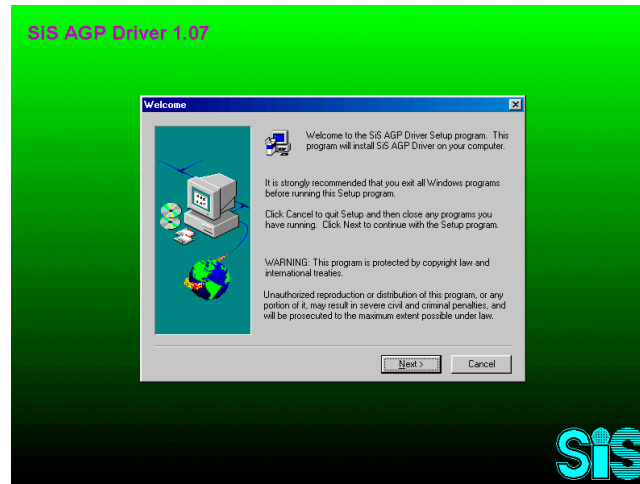 SiS AGP Driver 1.07
Welcome
Welcome to the SiS AGP Driver Setup program. This
program will install SiS AGP Driver on your computer.
It is strongly recommended that you exit all Windows programs
before running this Setup program.
Click Cancel to quit Setup and then close any programs you
have running. Click Next to continue with the Setup program.
WARNING: This program is protected by copyright law and
international treaties.
Unauthorized reproduction or distribution of this program, or any
portion of it, may result in severe civil and criminal penalties, and
will be prosecuted to the maximum extent possible under law.
Next >
Cancel
SiS